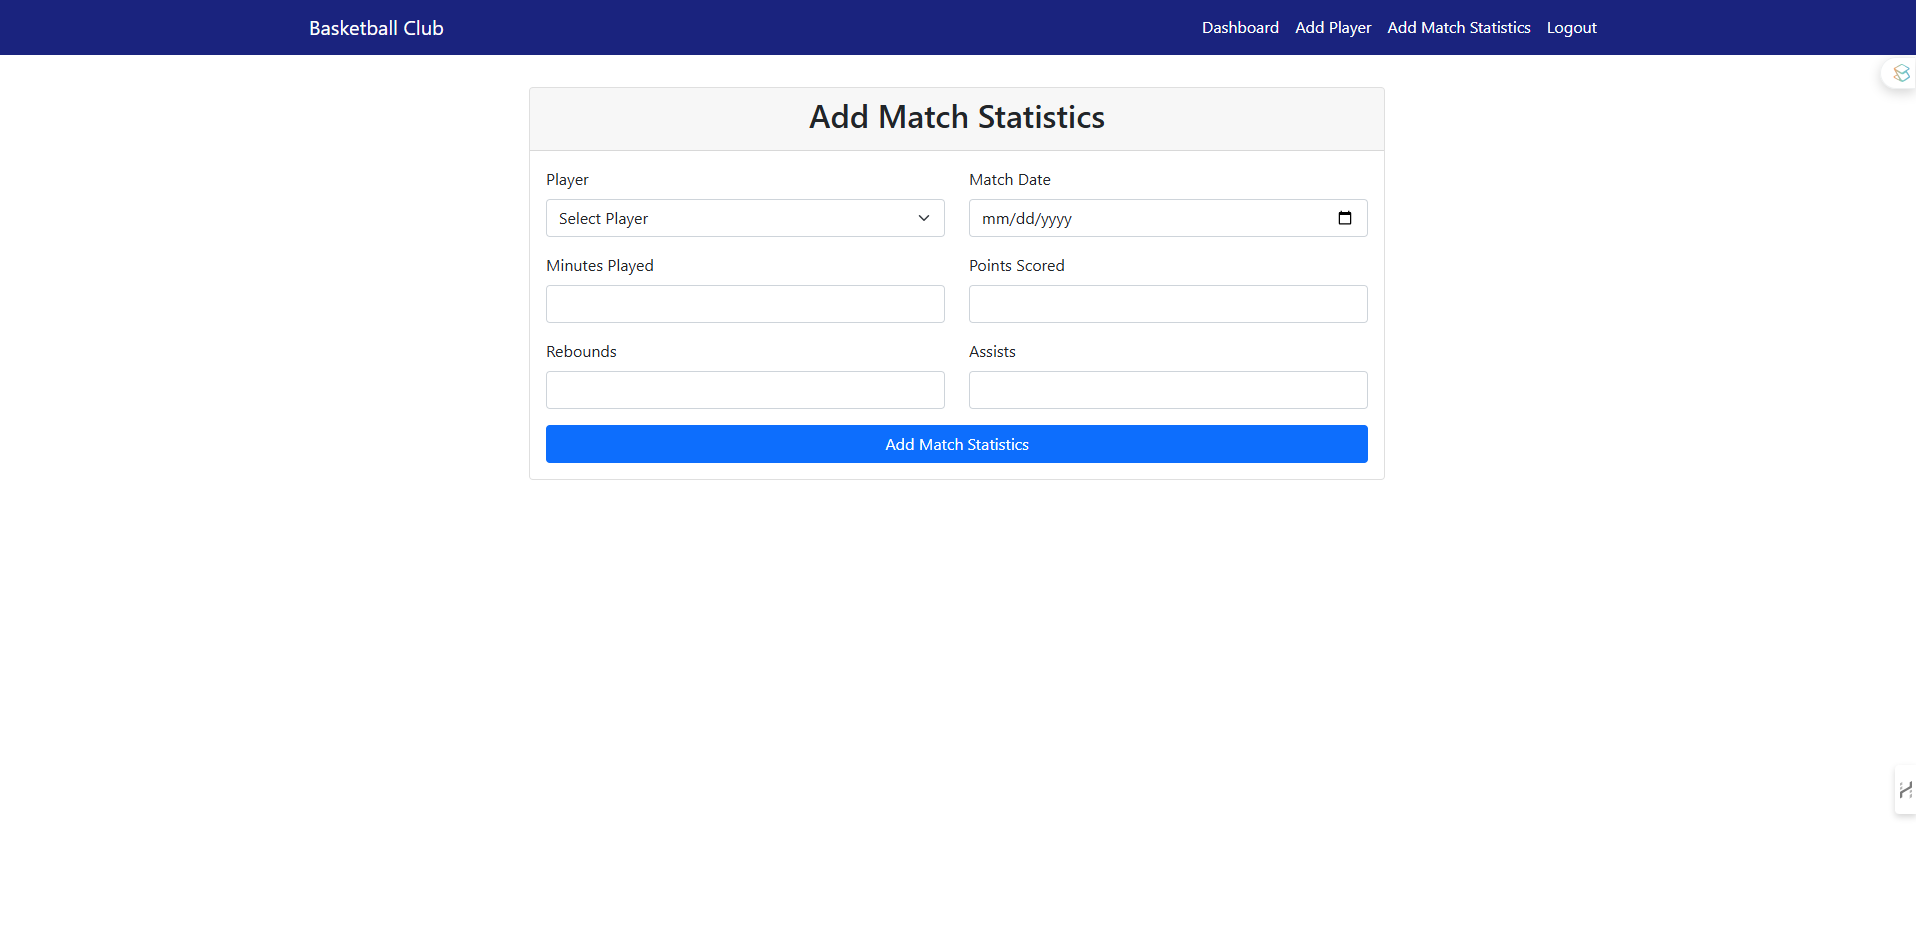 Basketball Club
Dashboard Add Player Add Match Statistics Logout
Add Match Statistics
Player Match Date
Select Player mm/dd/yyyy
Minutes Played Points Scored
Rebounds Assists
Add Match Statistics